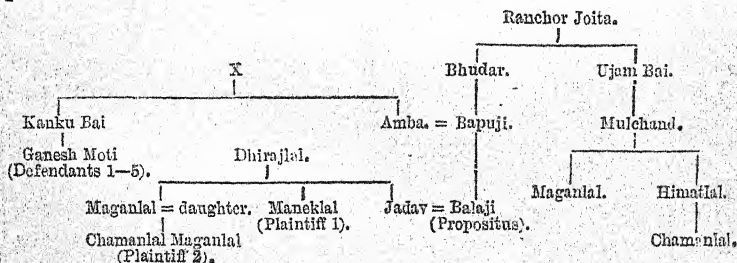 Ranchor Joita.
X Bhudar. Ujam Bai.
Kanku Bai Amba. = Bapuji. Mulchand.
Ganesh Moti Dhirajlal.
(Defendants 1—5).
Maganlal. Himatlal.
Maganlal = daughter. Maneklal Jadav = Balaji
(Plaintiff 1). (Propositus).
Chamanlal Maganlal Chamanlal.
(Plaintiff 2).